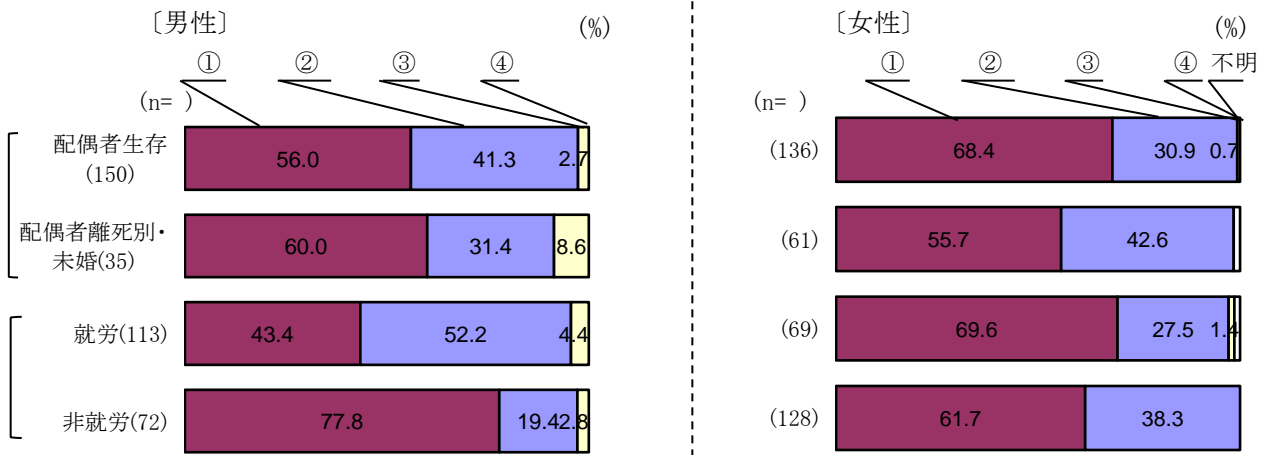 〔男性〕 (%)
① ② ③ ④
(n= )
配偶者生存
(150)
56.0 41.3 2.7
配偶者離死別・
未婚(35)
60.0 31.4 8.6
就労(113)
43.4 52.2 4.4
非就労(72)
77.8 19.4 2.8
〔女性〕 (%)
① ② ③ ④ 不明
(n= )
(136) 68.4 30.9 0.7
(61) 55.7 42.6
(69) 69.6 27.5 1.4
(128) 61.7 38.3